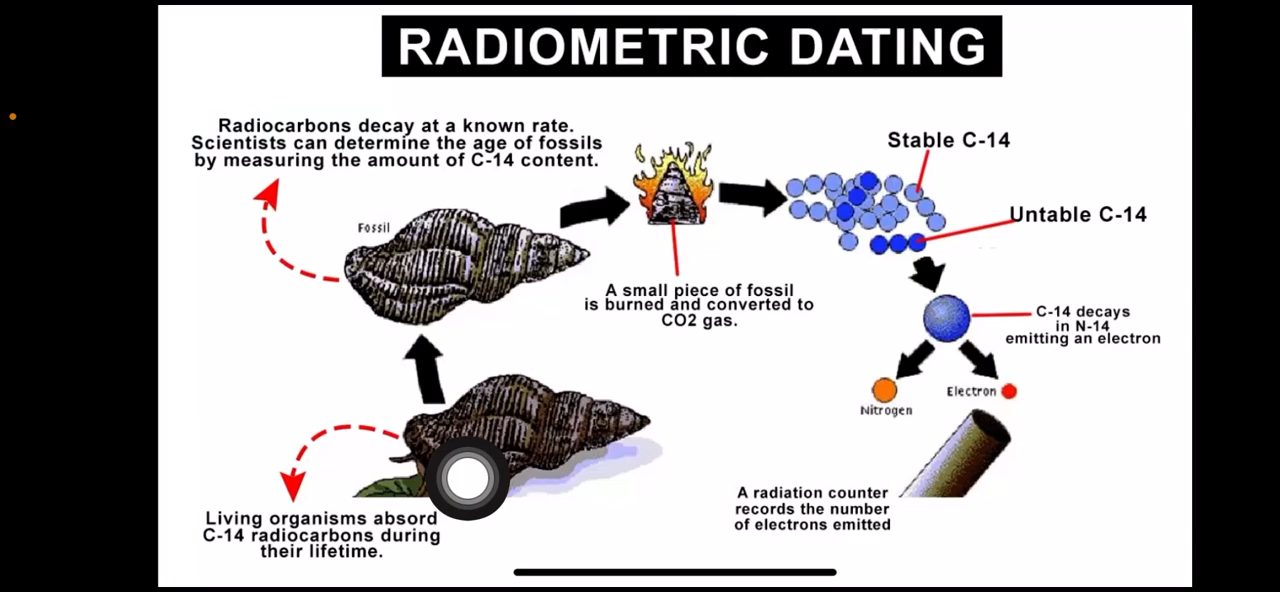 RADIOMETRIC DATING
Radiocarbons decay at a known rate.
Scientists can determine the age of fossils
by measuring the amount of C-14 content.
Fossil
A small piece of fossil
is burned and converted to
CO2 gas.
Stable C-14
Untable C-14
C-14 decays
in N-14
emitting an electron
Nitrogen
Electron
A radiation counter
records the number
of electrons emitted
Living organisms absord
C-14 radiocarbons during
their lifetime.